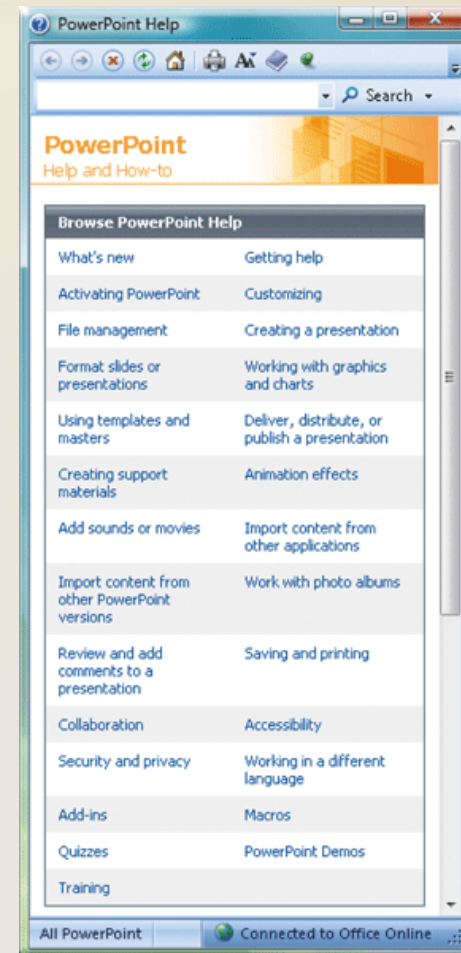 PowerPoint Help
Search
PowerPoint
Help and How-to
Browse PowerPoint Help
What's new
Getting help
Activating PowerPoint
Customizing
File management
Creating a presentation
Format slides or
presentations
Working with graphics
and charts
Using templates and
masters
Deliver, distribute, or
publish a presentation
Creating support
materials
Animation effects
Add sounds or movies
Import content from
other applications
Import content from
other PowerPoint
versions
Work with photo albums
Review and add
comments to a
presentation
Saving and printing
Collaboration
Accessibility
Security and privacy
Working in a different
language
Add-ins
Macros
Quizzes
PowerPoint Demos
Training
All PowerPoint
Connected to Office Online